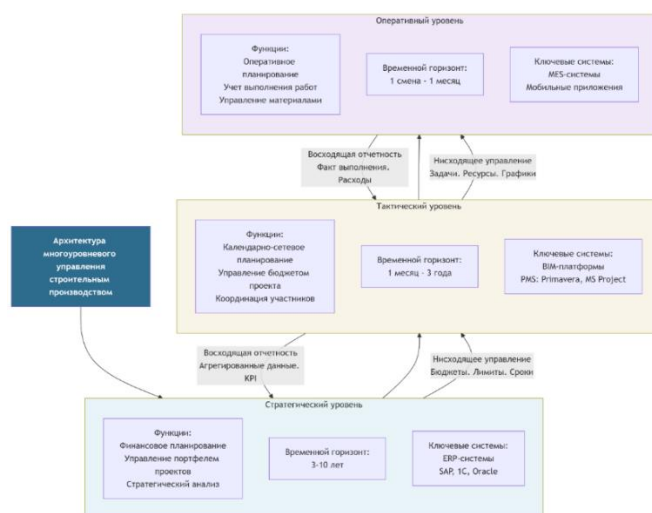 Оперативный уровень
Функции:
Оперативное
планирование
Учет выполнения работ
Управление материалами
Временной горизонт:
1 смена - 1 месяц
Ключевые системы:
MES-системы
Мобильные приложения
Восходящая отчетность
Факт выполнения.
Расходы
Нисходящее управление
Задачи. Ресурсы. Графики
Тактический уровень
Архитектура
многоуровневого
управления
строительным
производством
Функции:
Календарно-сетевое
планирование
Управление бюджетом
проекта
Координация участников
Временной горизонт:
1 месяц - 3 года
Ключевые системы:
BIM-платформы
PMS: Primavera, MS Project
Восходящая отчетность
Агрегированные данные.
KPI
Нисходящее управление
Бюджеты. Лимиты. Сроки
Стратегический уровень
Функции:
Финансовое планирование
Управление портфелем
проектов
Стратегический анализ
Временной горизонт:
3-10 лет
Ключевые системы:
ERP-системы
SAP, 1C, Oracle